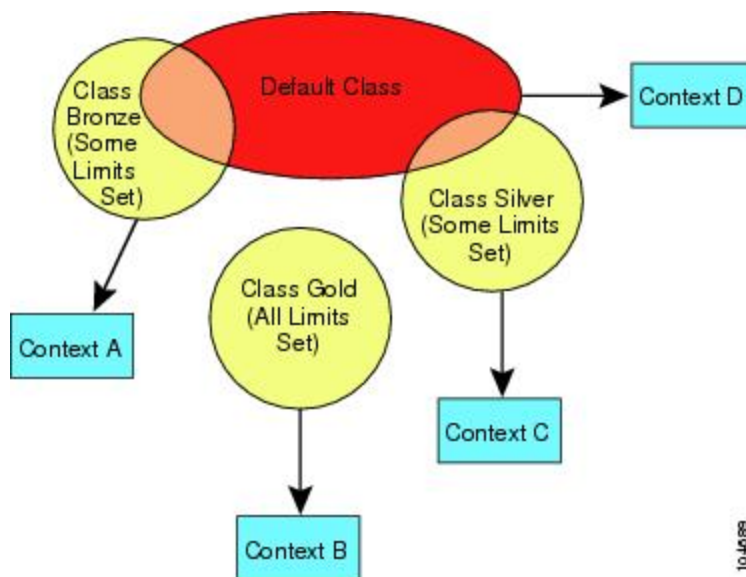 Default Class
Class
Bronze
(Some
Limits
Set)
Context D
Class Silver
(Some Limits
Set)
Class Gold
(All Limits
Set)
Context A
Context C
Context B